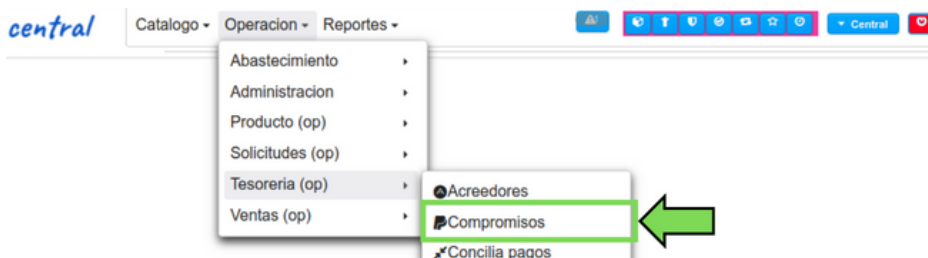 central Catalogo Operacion Reportes Central
Abastecimiento
Administracion
Producto (op)
Solicitudes (op)
Tesoreria (op)
Ventas (op)
Acreedores
Compromisos
Concilia pagos